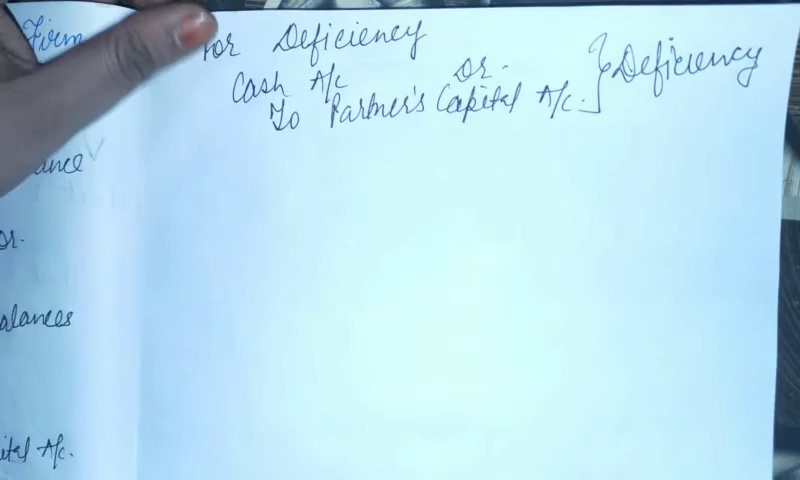 Firm
For Deficiency
Cash A/c Dr. } Deficiency
To Partner's Capital A/c.
ance
Dr.
alances
ital A/c.